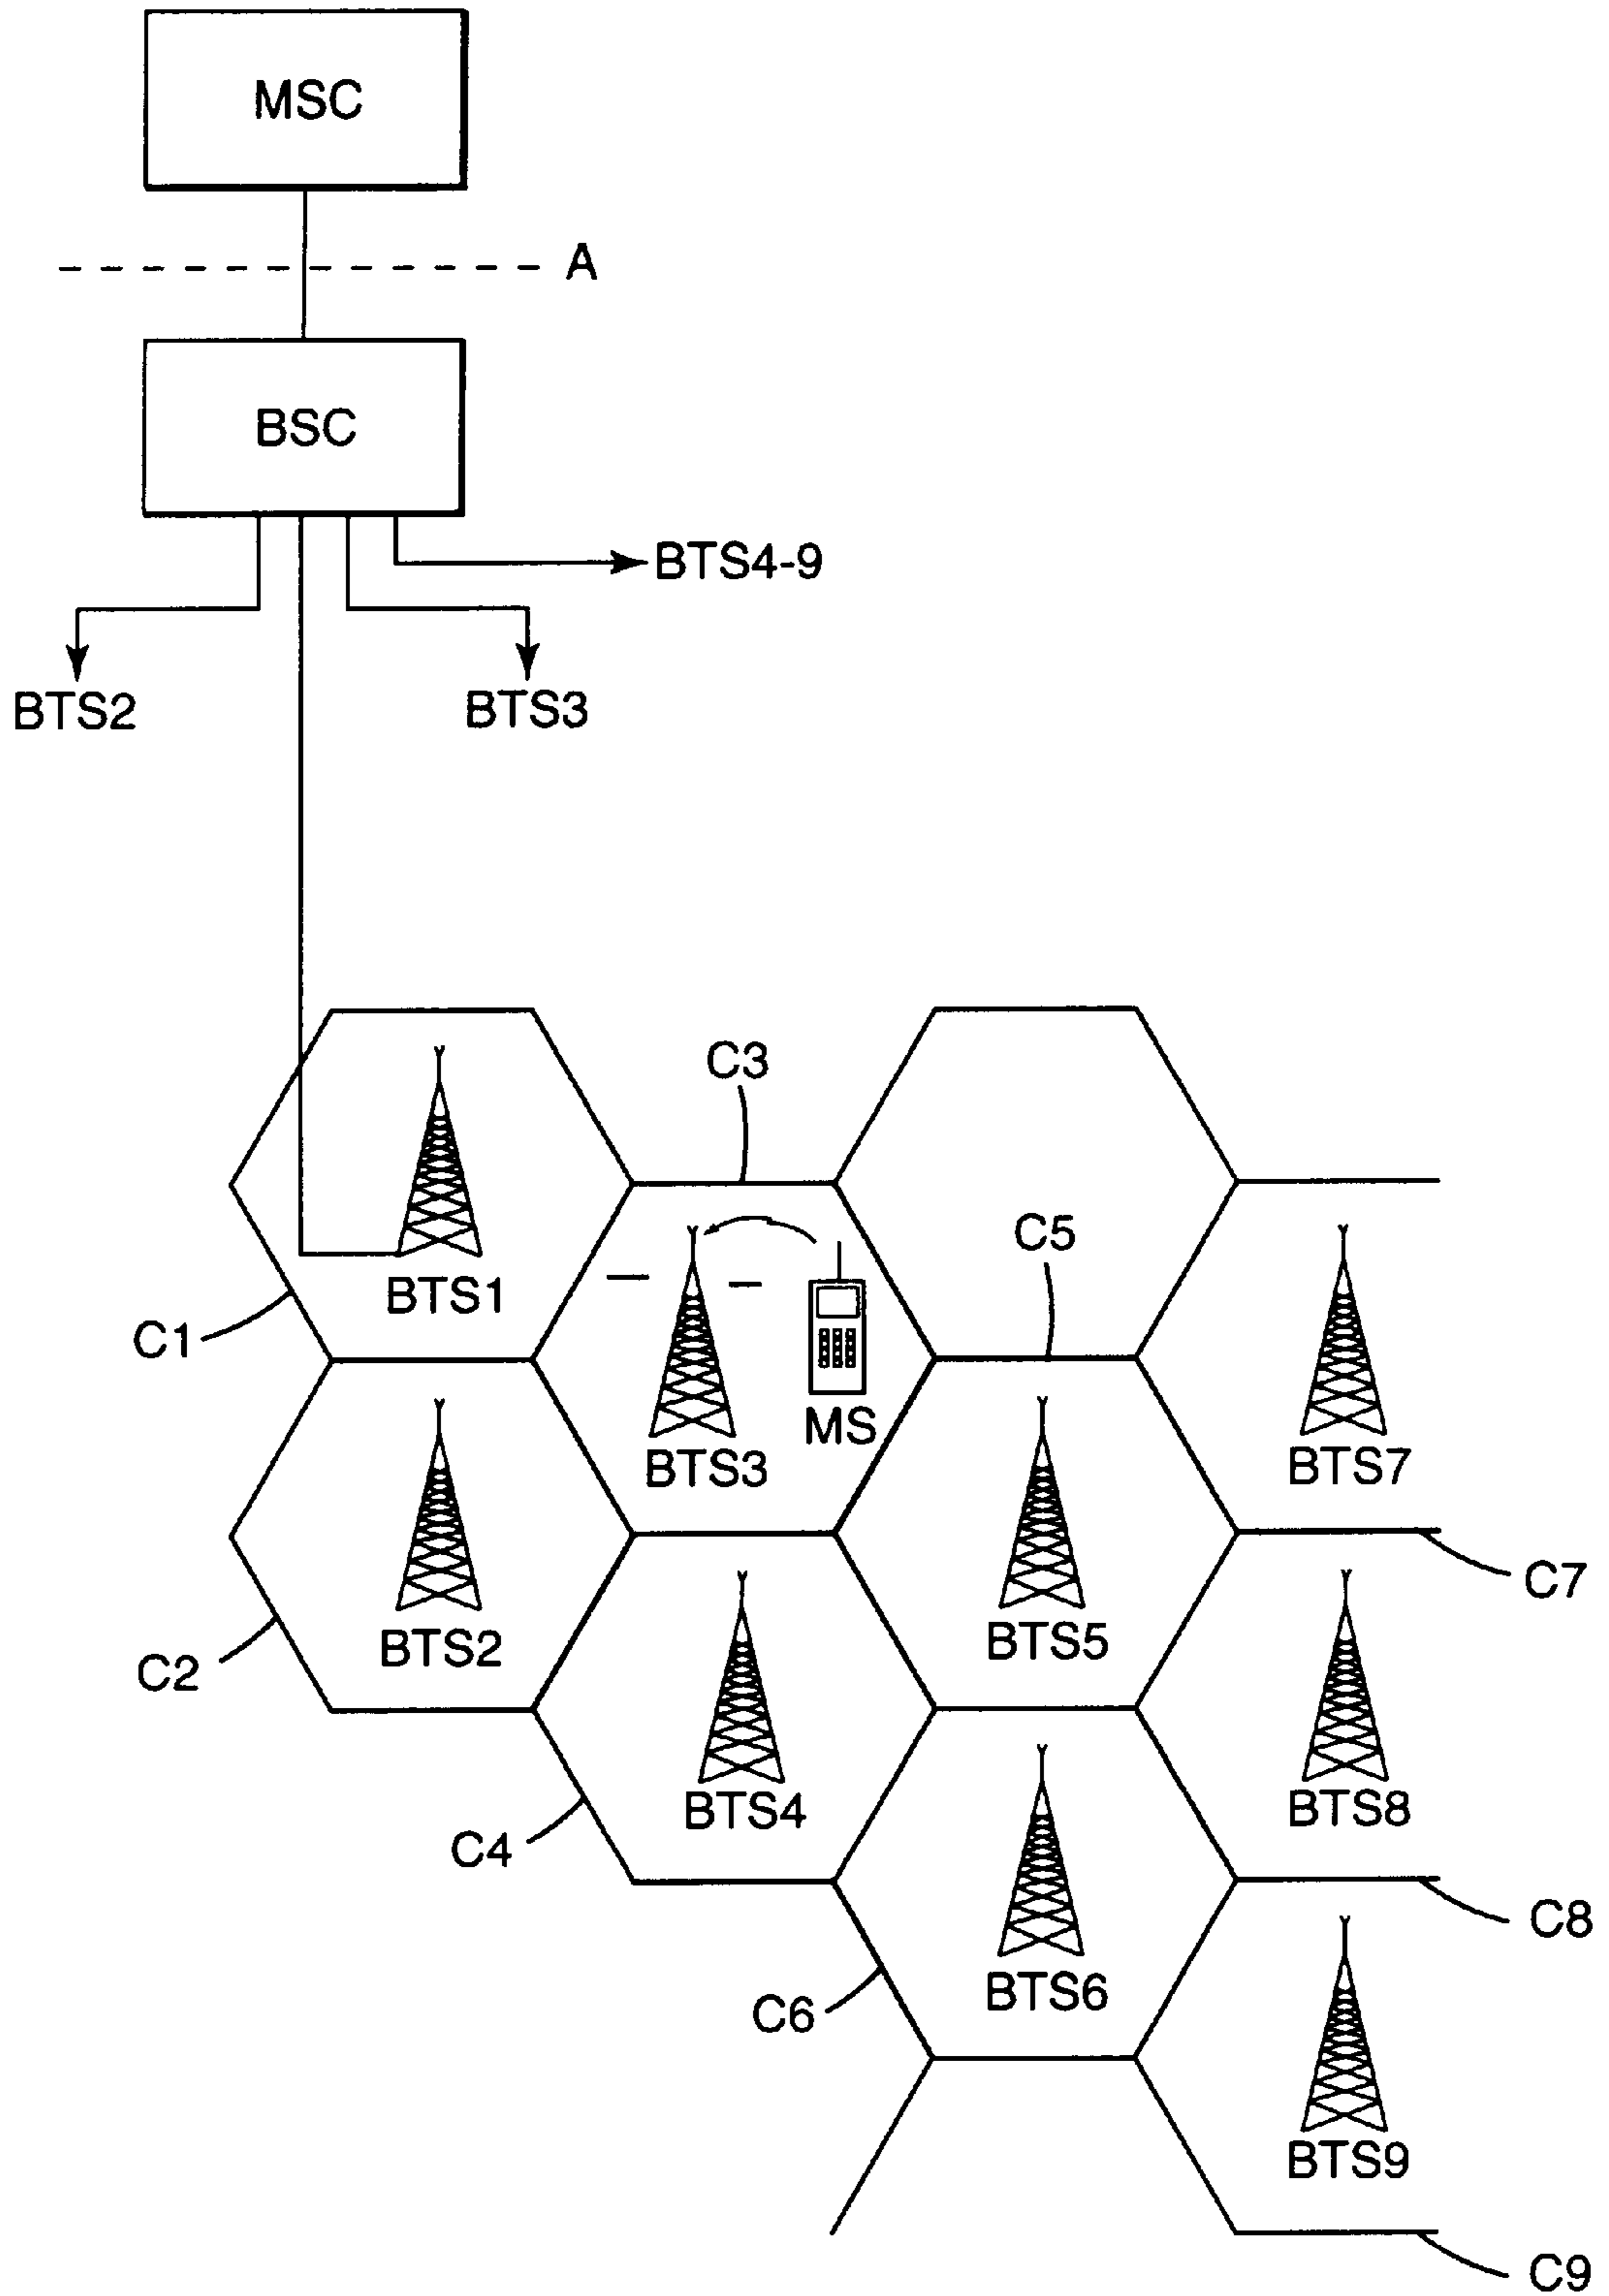 MSC
A
BSC
BTS4-9
BTS2
BTS3
C3
C5
BTS1
C1
MS
BTS3
BTS7
C7
BTS2
BTS5
C2
BTS4
BTS8
C4
C8
BTS6
C6
BTS9
C9